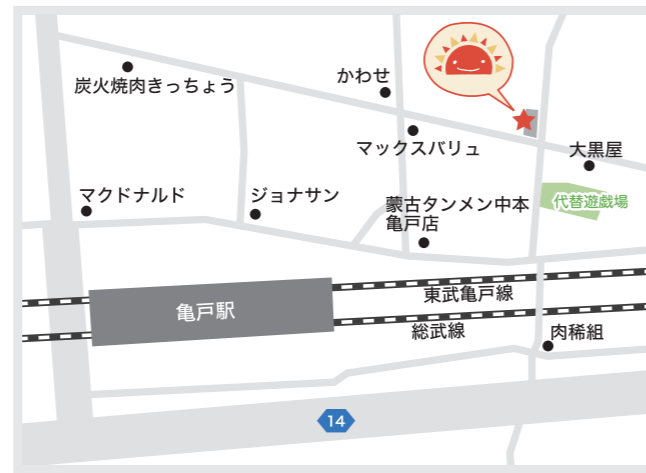 炭火焼肉きっちょう
かわせ
マックスバリュ
大黒屋
マクドナルド
ジョナサン
蒙古タンメン中本
亀戸店
代替遊戯場
亀戸駅
東武亀戸線
総武線
肉稀組
14